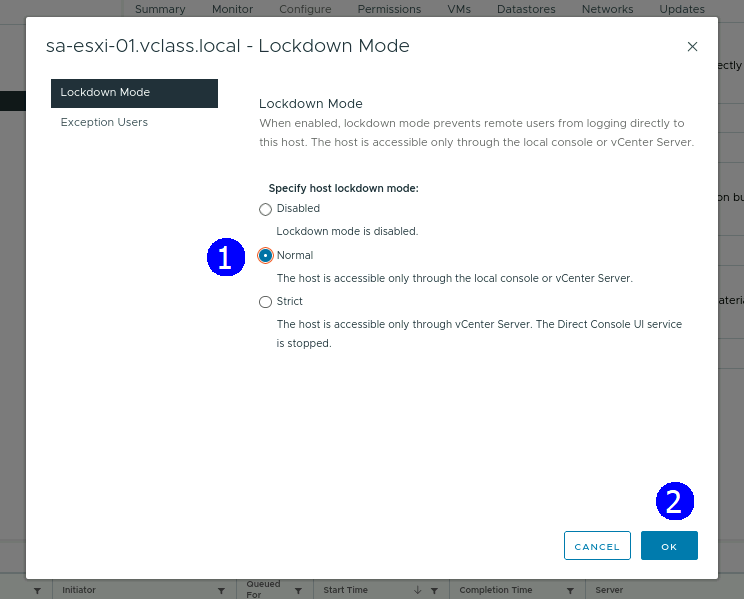 Summary Monitor Configure Permissions VMs Datastores Networks Updates
sa-esxi-01.vclass.local - Lockdown Mode
ectly
Lockdown Mode
Exception Users
Lockdown Mode
When enabled, lockdown mode prevents remote users from logging directly to
this host. The host is accessible only through the local console or vCenter Server.
Specify host lockdown mode:
Disabled
Lockdown mode is disabled.
on bu
1
Normal
The host is accessible only through the local console or vCenter Server.
Strict
ateria
The host is accessible only through vCenter Server. The Direct Console UI service
is stopped.
2
CANCEL OK
Initiator Queued For Start Time Completion Time Server